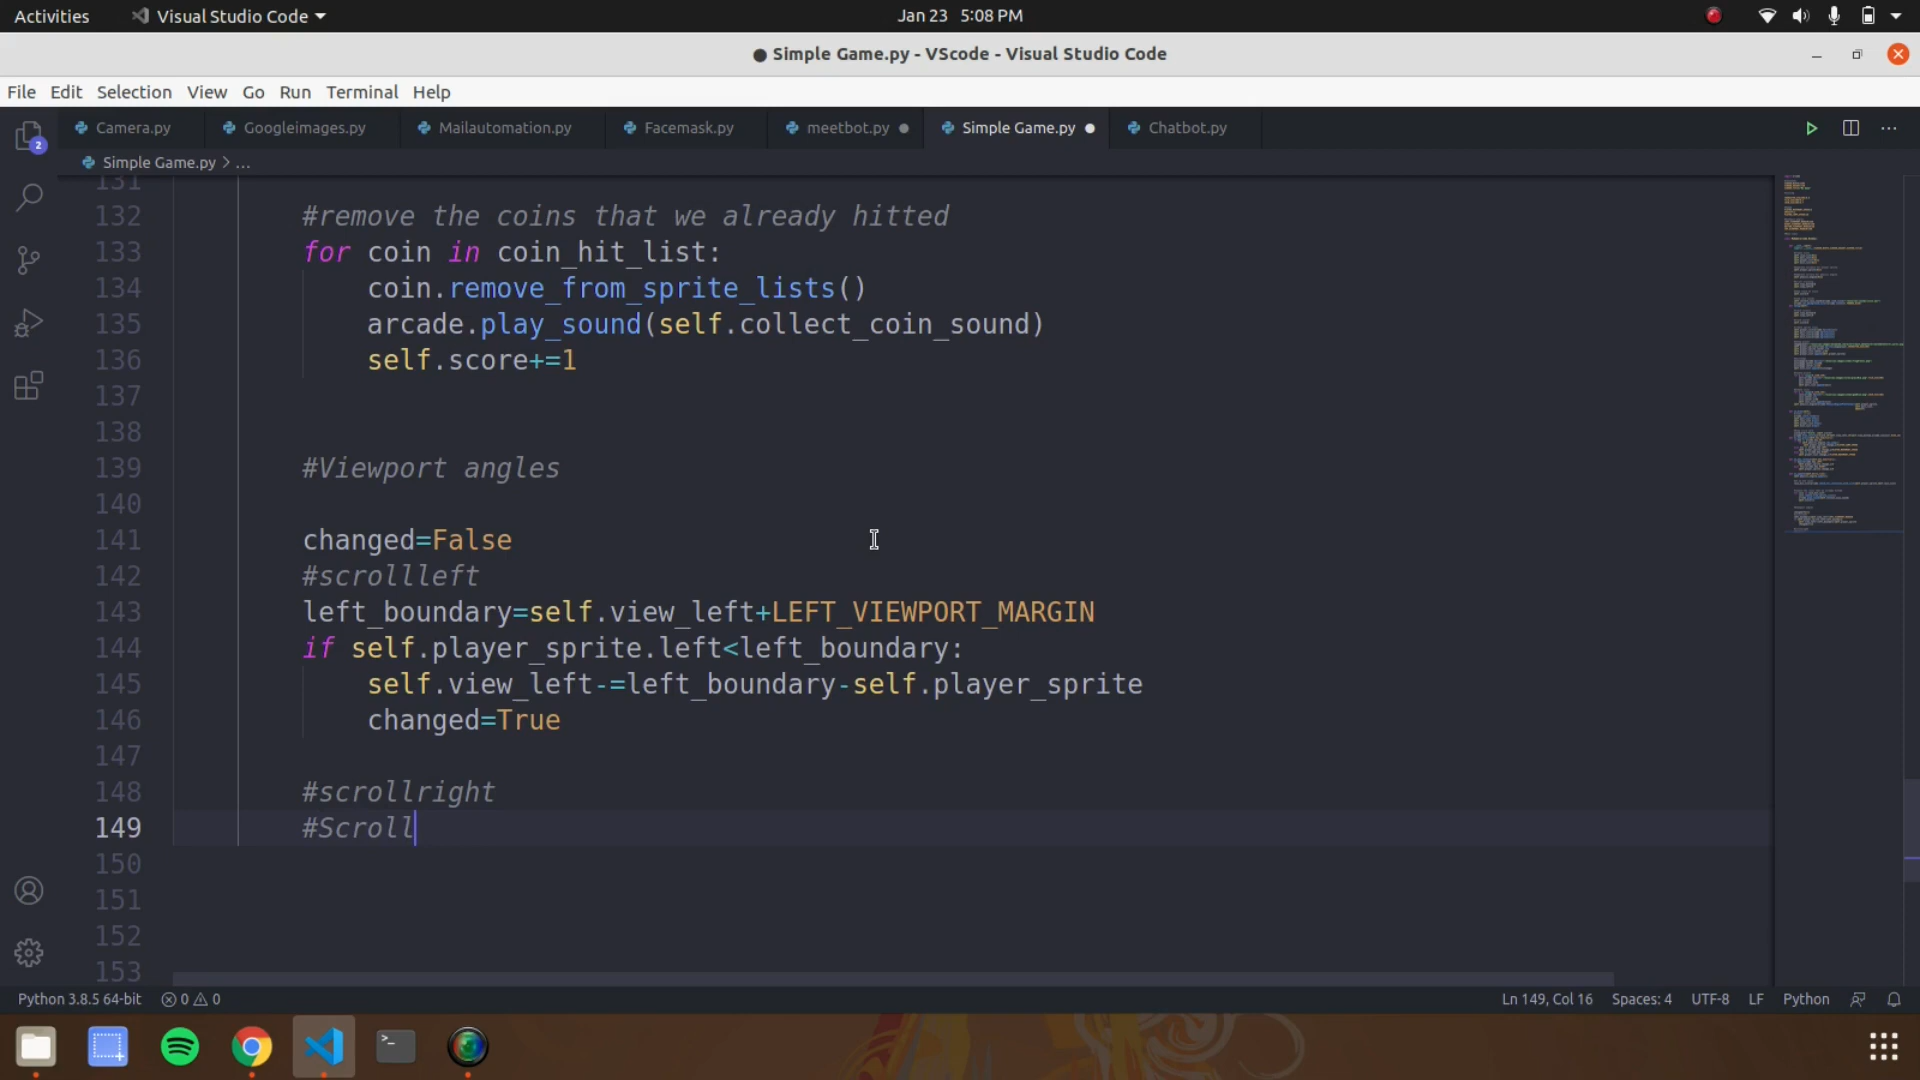 Activities Visual Studio Code Jan 23 5:08 PM
● Simple Game.py - VScode - Visual Studio Code
File Edit Selection View Go Run Terminal Help
2 Camera.py Googleimages.py Mailautomation.py Facemask.py meetbot.py Simple Game.py Chatbot.py
Simple Game.py > ...
131
132 #remove the coins that we already hitted
133 for coin in coin_hit_list:
134 coin.remove_from_sprite_lists()
135 arcade.play_sound(self.collect_coin_sound)
136 self.score+=1
137
138
139 #Viewport angles
140
141 changed=False
142 #scrollleft
143 left_boundary=self.view_left+LEFT_VIEWPORT_MARGIN
144 if self.player_sprite.left<left_boundary:
145 self.view_left-=left_boundary-self.player_sprite
146 changed=True
147
148 #scrollright
149 #Scroll
150
151
152
153
Python 3.8.5 64-bit 0 0 Ln 149, Col 16 Spaces: 4 UTF-8 LF Python